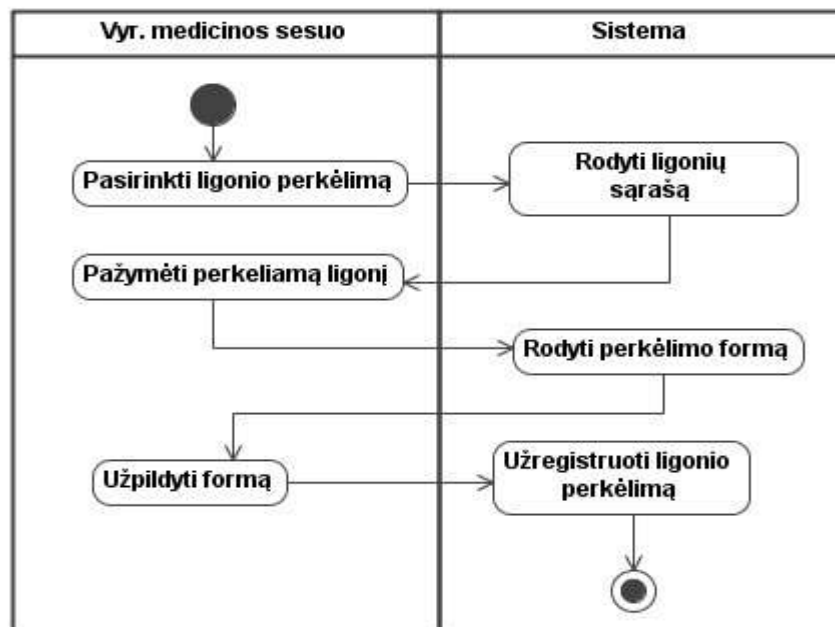 Vyr. medicinos sesuo
Sistema
Pasirinkti ligonio perkėlimą
Rodyti ligonių
sąrašą
Pažymėti perkeliamą ligonį
Rodyti perkėlimo formą
Užpildyti formą
Užregistruoti ligonio
perkėlimą